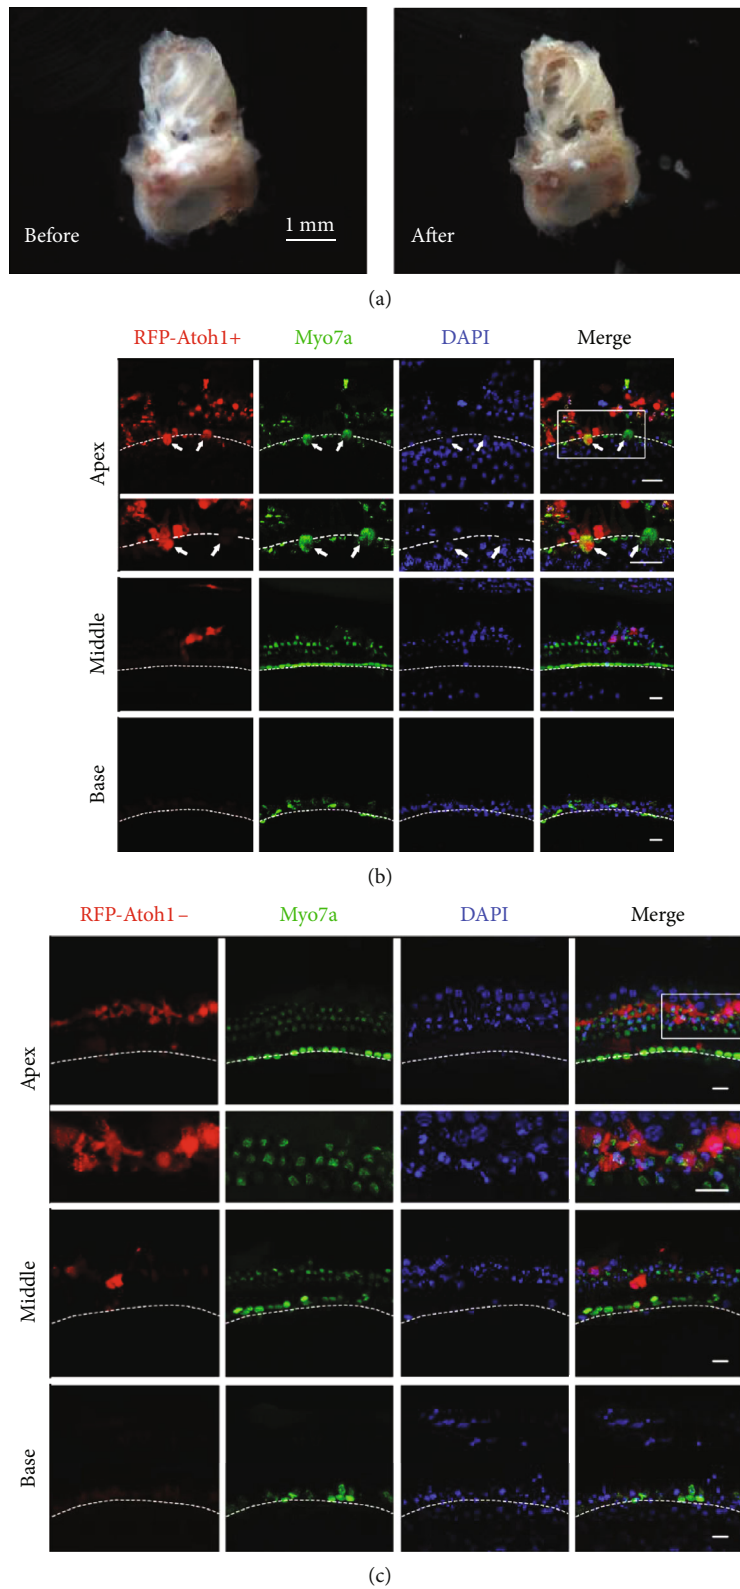 Before
1 mm
After
(a)
RFP-Atoh1+ Myo7a DAPI Merge
Apex
Middle
Base
(b)
RFP-Atoh1– Myo7a DAPI Merge
Apex
Middle
Base
(c)